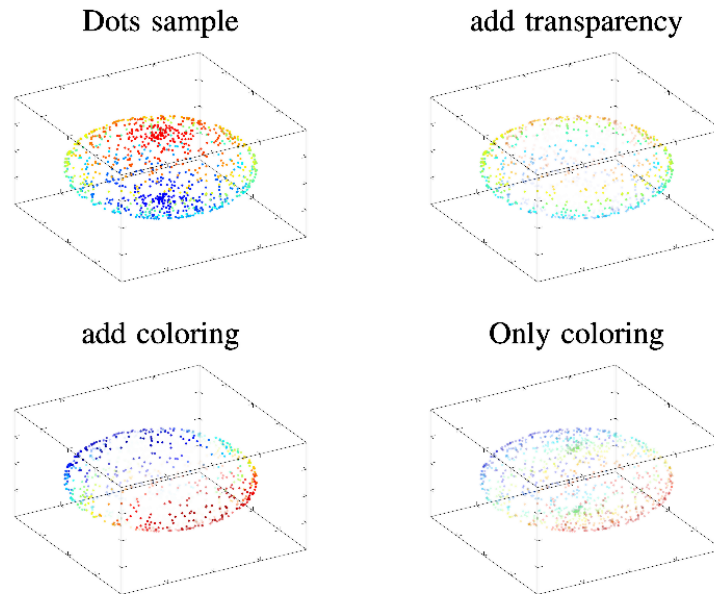 Dots sample
add transparency
add coloring
Only coloring